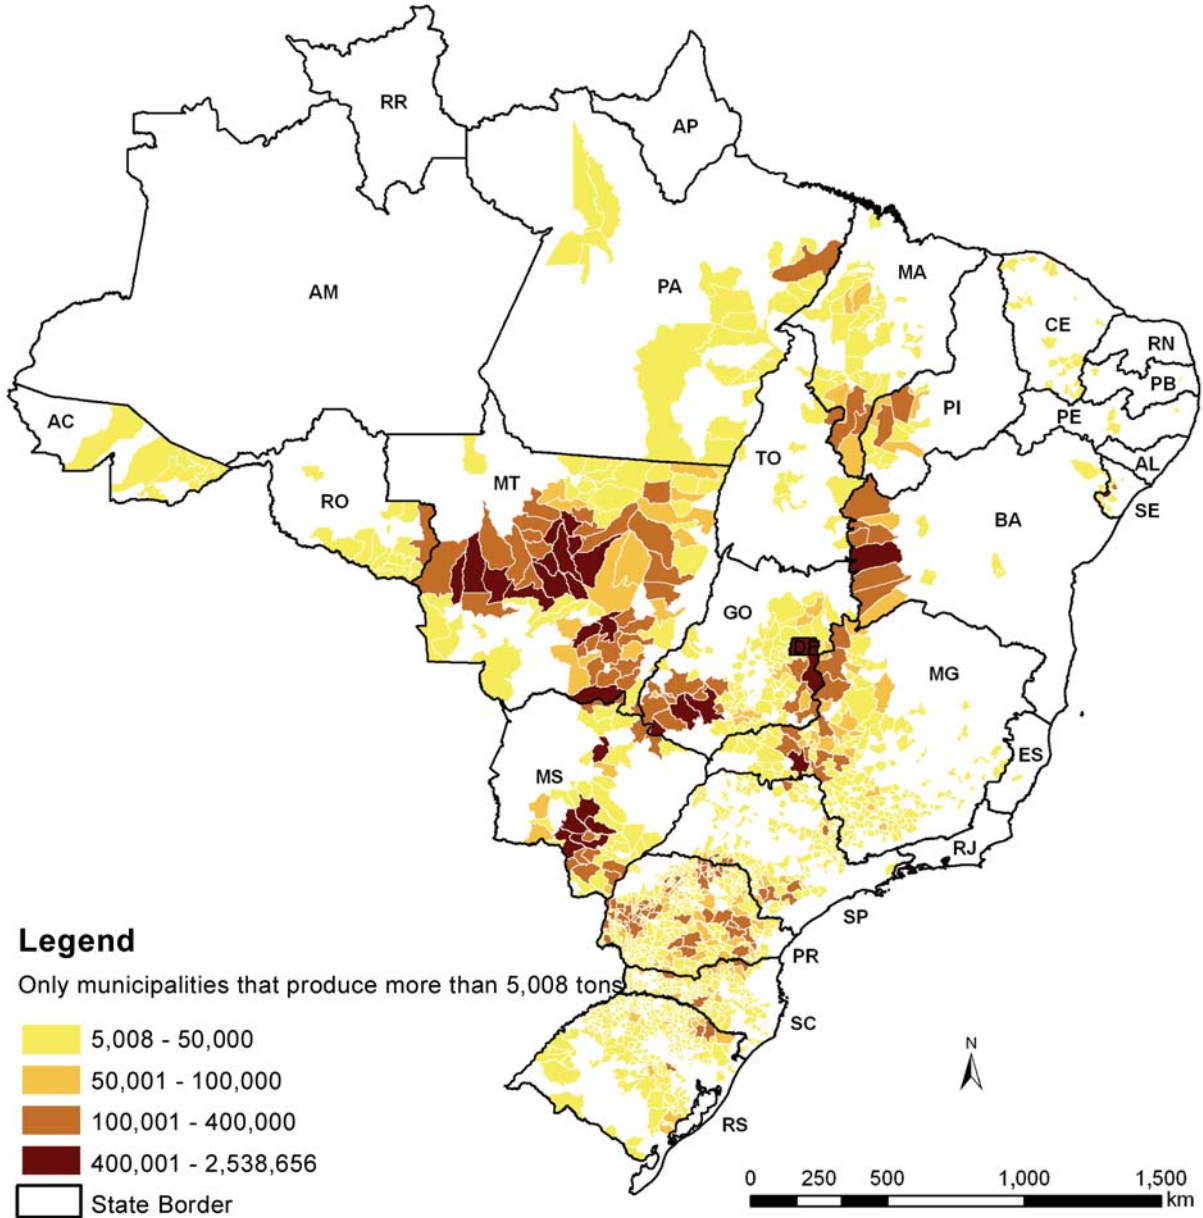 RR
AP
AM
PA
MA
CE
RN
PB
PI
PE
AC
AL
TO
MT
RO
SE
BA
GO
DF
MG
ES
MS
RJ
SP
PR
SC
RS
Legend
Only municipalities that produce more than 5,008 tons
5,008 - 50,000
50,001 - 100,000
100,001 - 400,000
400,001 - 2,538,656
State Border
N
0 250 500 1,000 1,500
km